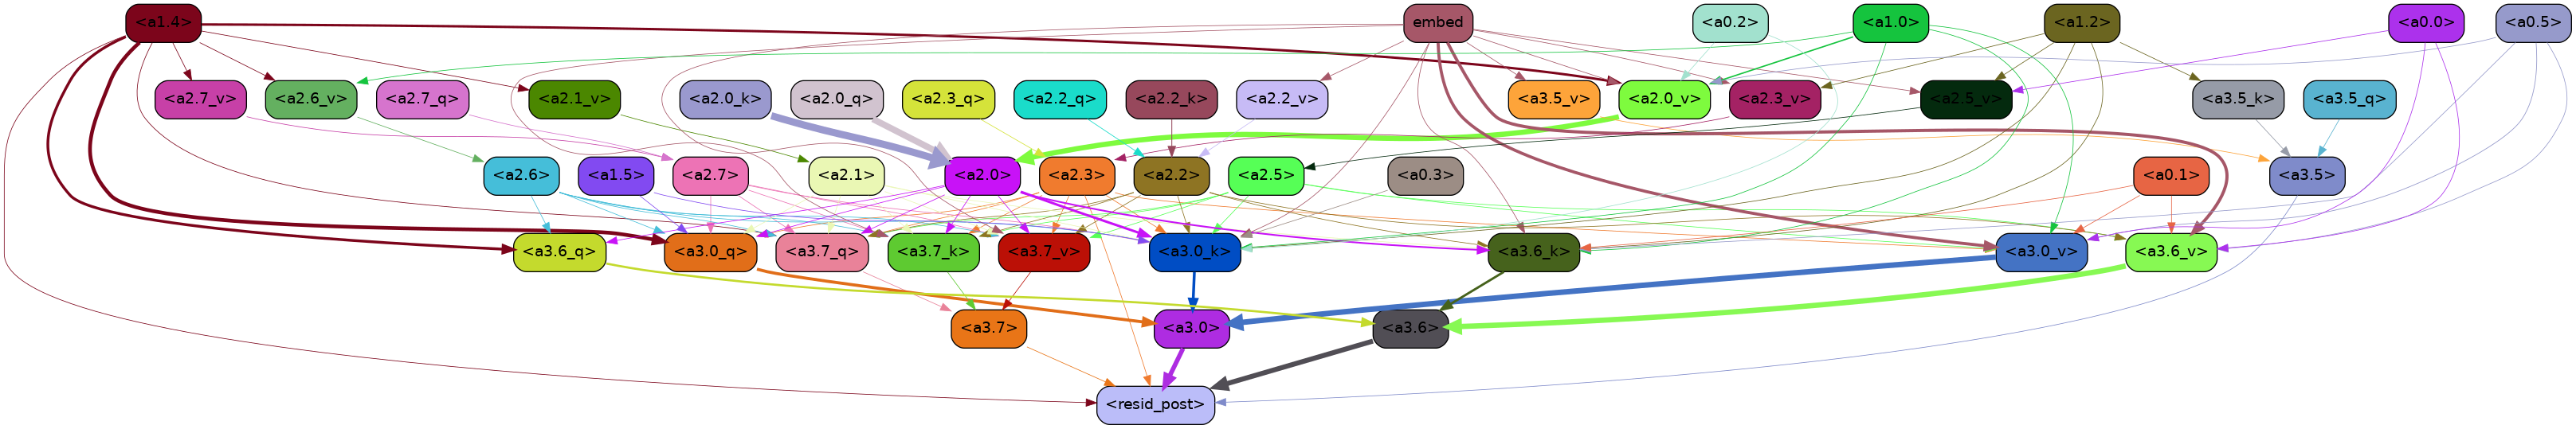 <a1.4> embed <a0.2> <a1.0> <a1.2> <a0.0> <a0.5>
<a2.7_v> <a2.6_v> <a2.7_q> <a2.1_v> <a2.0_k> <a2.0_q> <a2.3_q> <a2.2_q> <a2.2_k> <a2.2_v> <a3.5_v> <a2.0_v> <a2.3_v> <a2.5_v> <a3.5_k> <a3.5_q>
<a2.6> <a1.5> <a2.7> <a2.1> <a2.0> <a2.3> <a2.2> <a2.5> <a0.3> <a0.1> <a3.5>
<a3.6_q> <a3.0_q> <a3.7_q> <a3.7_k> <a3.7_v> <a3.0_k> <a3.6_k> <a3.0_v> <a3.6_v>
<a3.7> <a3.0> <a3.6>
<resid_post>